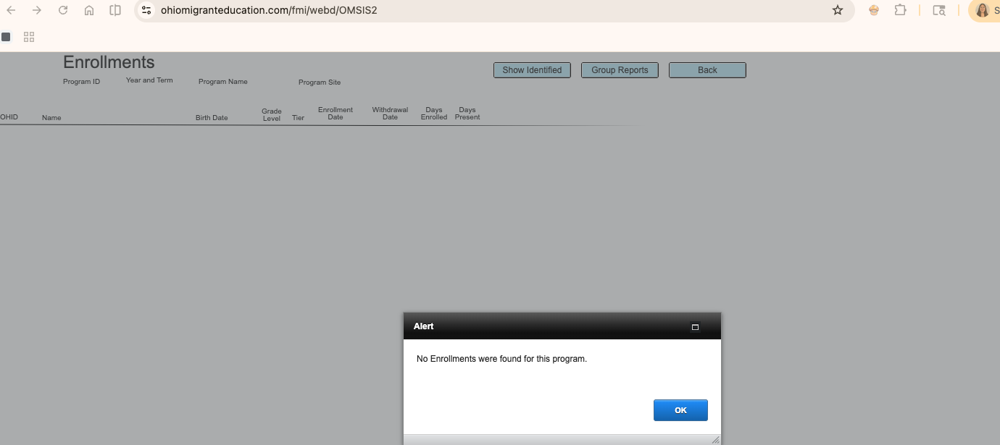 ohiomigranteducation.com/fmi/webd/OMSIS2
S
Enrollments
Program ID Year and Term Program Name Program Site
Show Identified Group Reports Back
OHID Name Birth Date Grade Level Tier Enrollment Date Withdrawal Date Days Enrolled Days Present
Alert
No Enrollments were found for this program.
OK